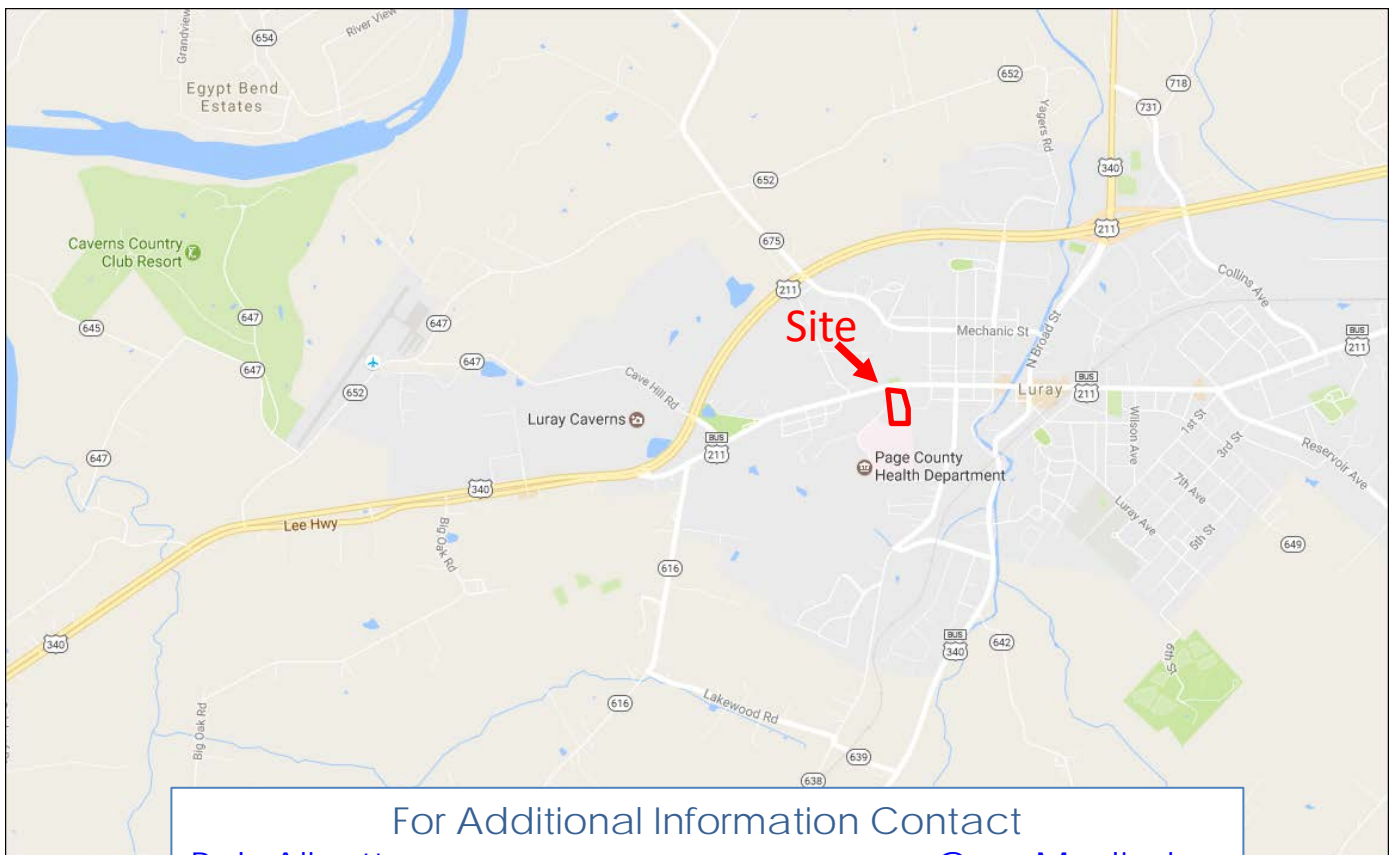 654
Grandview
River View
Egypt Bend
Estates
652
718
731
Yagers Rd
340
652
211
Caverns Country
Club Resort
675
Collins Ave
211
645
647
647
Site
Mechanic St
N Broad St
BUS
211
647
647
652
Cave Hill Rd
BUS
Luray
211
Luray Caverns
Wilson Ave
1st St
3rd St
BUS
211
Page County
Health Department
Reservoir Ave
647
340
7th Ave
Luray Ave
5th St
Lee Hwy
Big Oak Rd
649
616
340
BUS
340
642
6th St
616
Lakewood Rd
Big Oak Rd
639
638
For Additional Information Contact